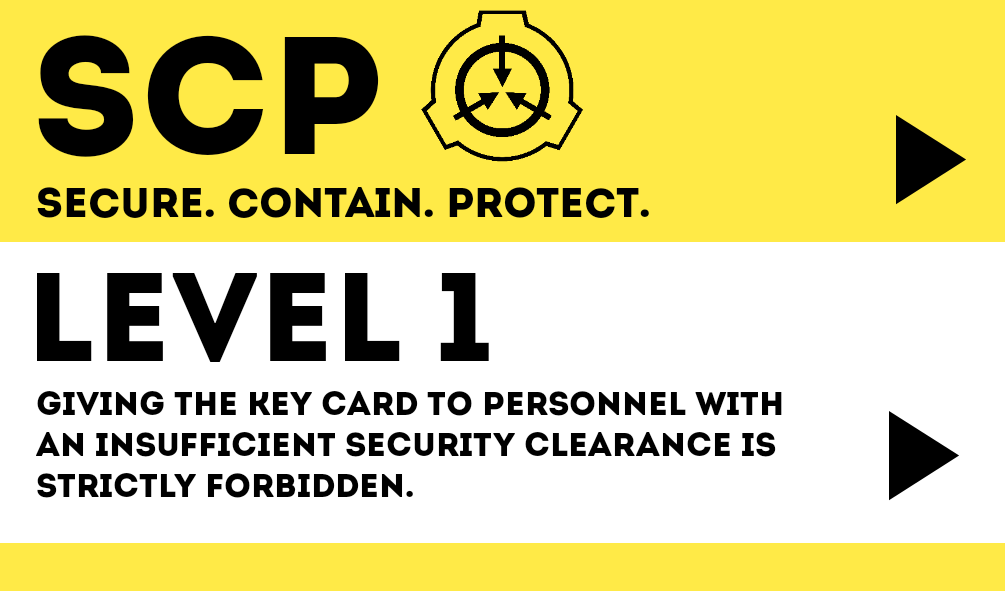 SCP
SECURE. CONTAIN. PROTECT.
LEVEL 1
GIVING THE KEY CARD TO PERSONNEL WITH
AN INSUFFICIENT SECURITY CLEARANCE IS
STRICTLY FORBIDDEN.